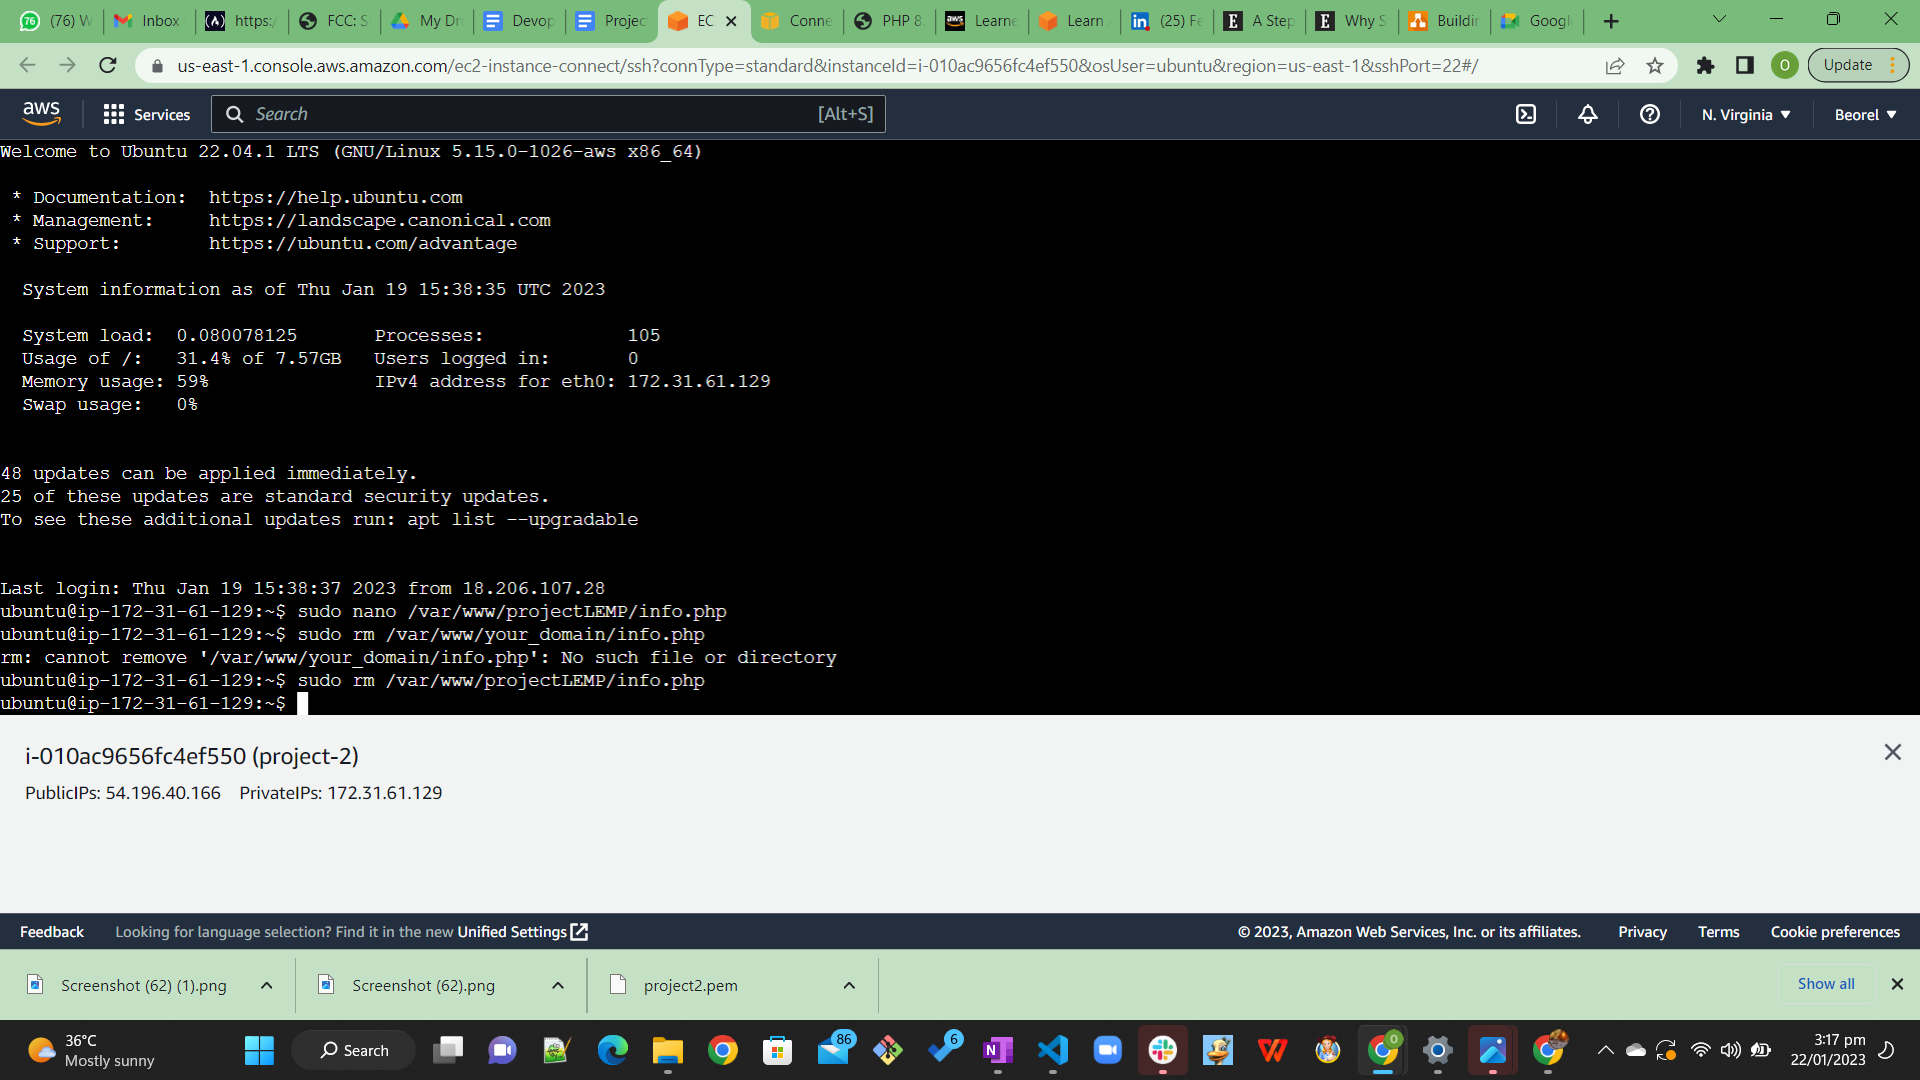 (76) W
Inbox
https:/
FCC: S
My Dr
Devop
Projec
EC
Conne
PHP 8
Learne
Learn
(25) Fe
A Step
Why S
Buildin
Googl
us-east-1.console.aws.amazon.com/ec2-instance-connect/ssh?connType=standard&instanceId=i-010ac9656fc4ef550&osUser=ubuntu&region=us-east-1&sshPort=22#/
O
Update
aws
Services
Search
[Alt+S]
N. Virginia
Beorel
Welcome to Ubuntu 22.04.1 LTS (GNU/Linux 5.15.0-1026-aws x86_64)
* Documentation:  https://help.ubuntu.com
* Management:     https://landscape.canonical.com
* Support:        https://ubuntu.com/advantage
System information as of Thu Jan 19 15:38:35 UTC 2023
System load:  0.080078125       Processes:             105
Usage of /:   31.4% of 7.57GB   Users logged in:       0
Memory usage: 59%               IPv4 address for eth0: 172.31.61.129
Swap usage:   0%
48 updates can be applied immediately.
25 of these updates are standard security updates.
To see these additional updates run: apt list --upgradable
Last login: Thu Jan 19 15:38:37 2023 from 18.206.107.28
ubuntu@ip-172-31-61-129:~$ sudo nano /var/www/projectLEMP/info.php
ubuntu@ip-172-31-61-129:~$ sudo rm /var/www/your_domain/info.php
rm: cannot remove '/var/www/your_domain/info.php': No such file or directory
ubuntu@ip-172-31-61-129:~$ sudo rm /var/www/projectLEMP/info.php
ubuntu@ip-172-31-61-129:~$
i-010ac9656fc4ef550 (project-2)
PublicIPs: 54.196.40.166    PrivateIPs: 172.31.61.129
Feedback
Looking for language selection? Find it in the new Unified Settings
© 2023, Amazon Web Services, Inc. or its affiliates.
Privacy
Terms
Cookie preferences
Screenshot (62) (1).png
Screenshot (62).png
project2.pem
Show all
36°C
Mostly sunny
Search
86
6
3:17 pm
22/01/2023